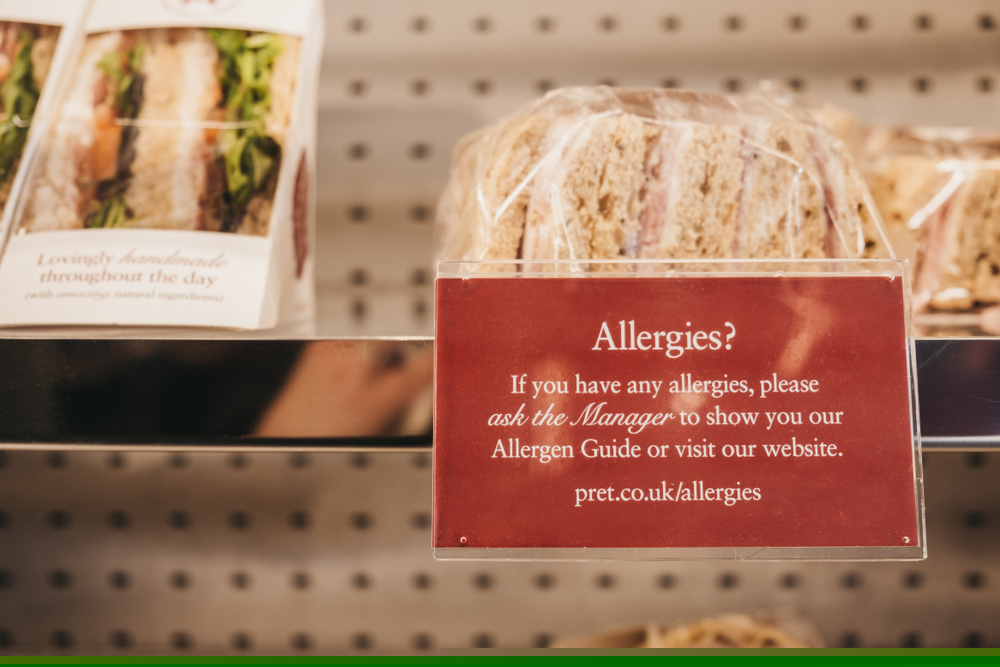 Lovingly handmade
throughout the day
(with amazing, natural ingredients)
Allergies?
If you have any allergies, please
ask the Manager to show you our
Allergen Guide or visit our website.
pret.co.uk/allergies